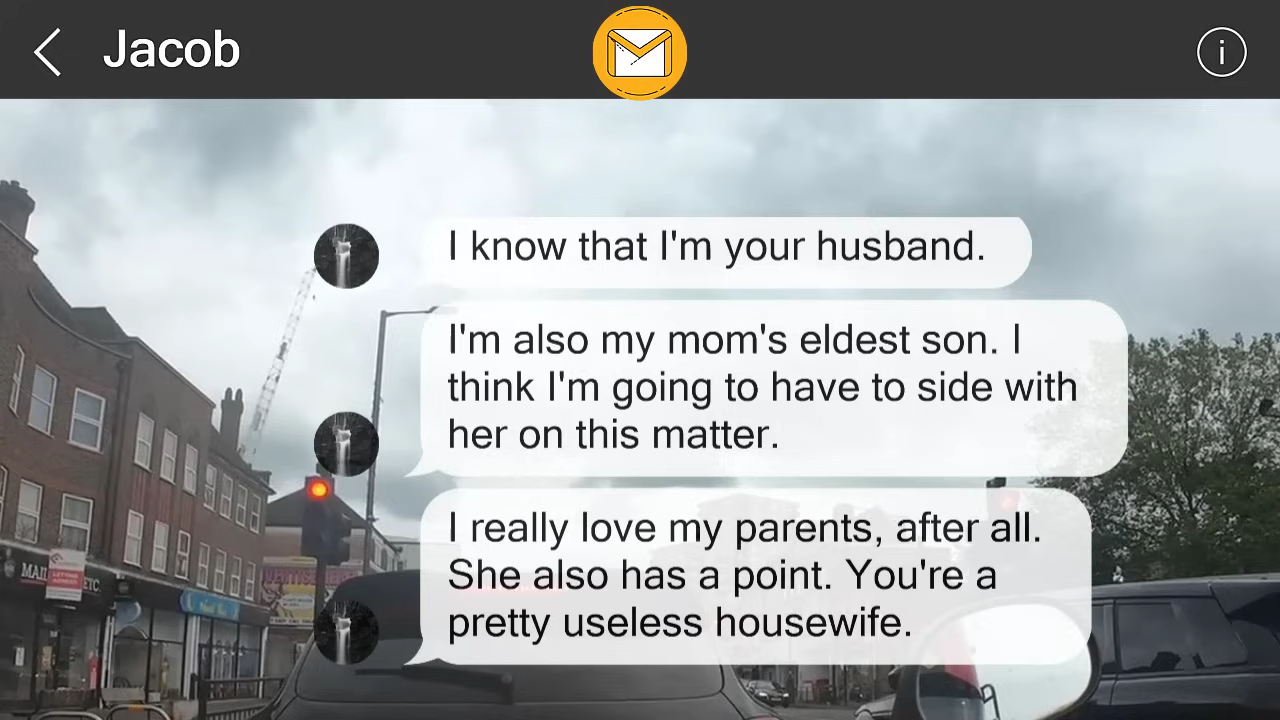 Jacob
i
I know that I'm your husband.
I'm also my mom's eldest son. I
think I'm going to have to side with
her on this matter.
I really love my parents, after all.
She also has a point. You're a
pretty useless housewife.